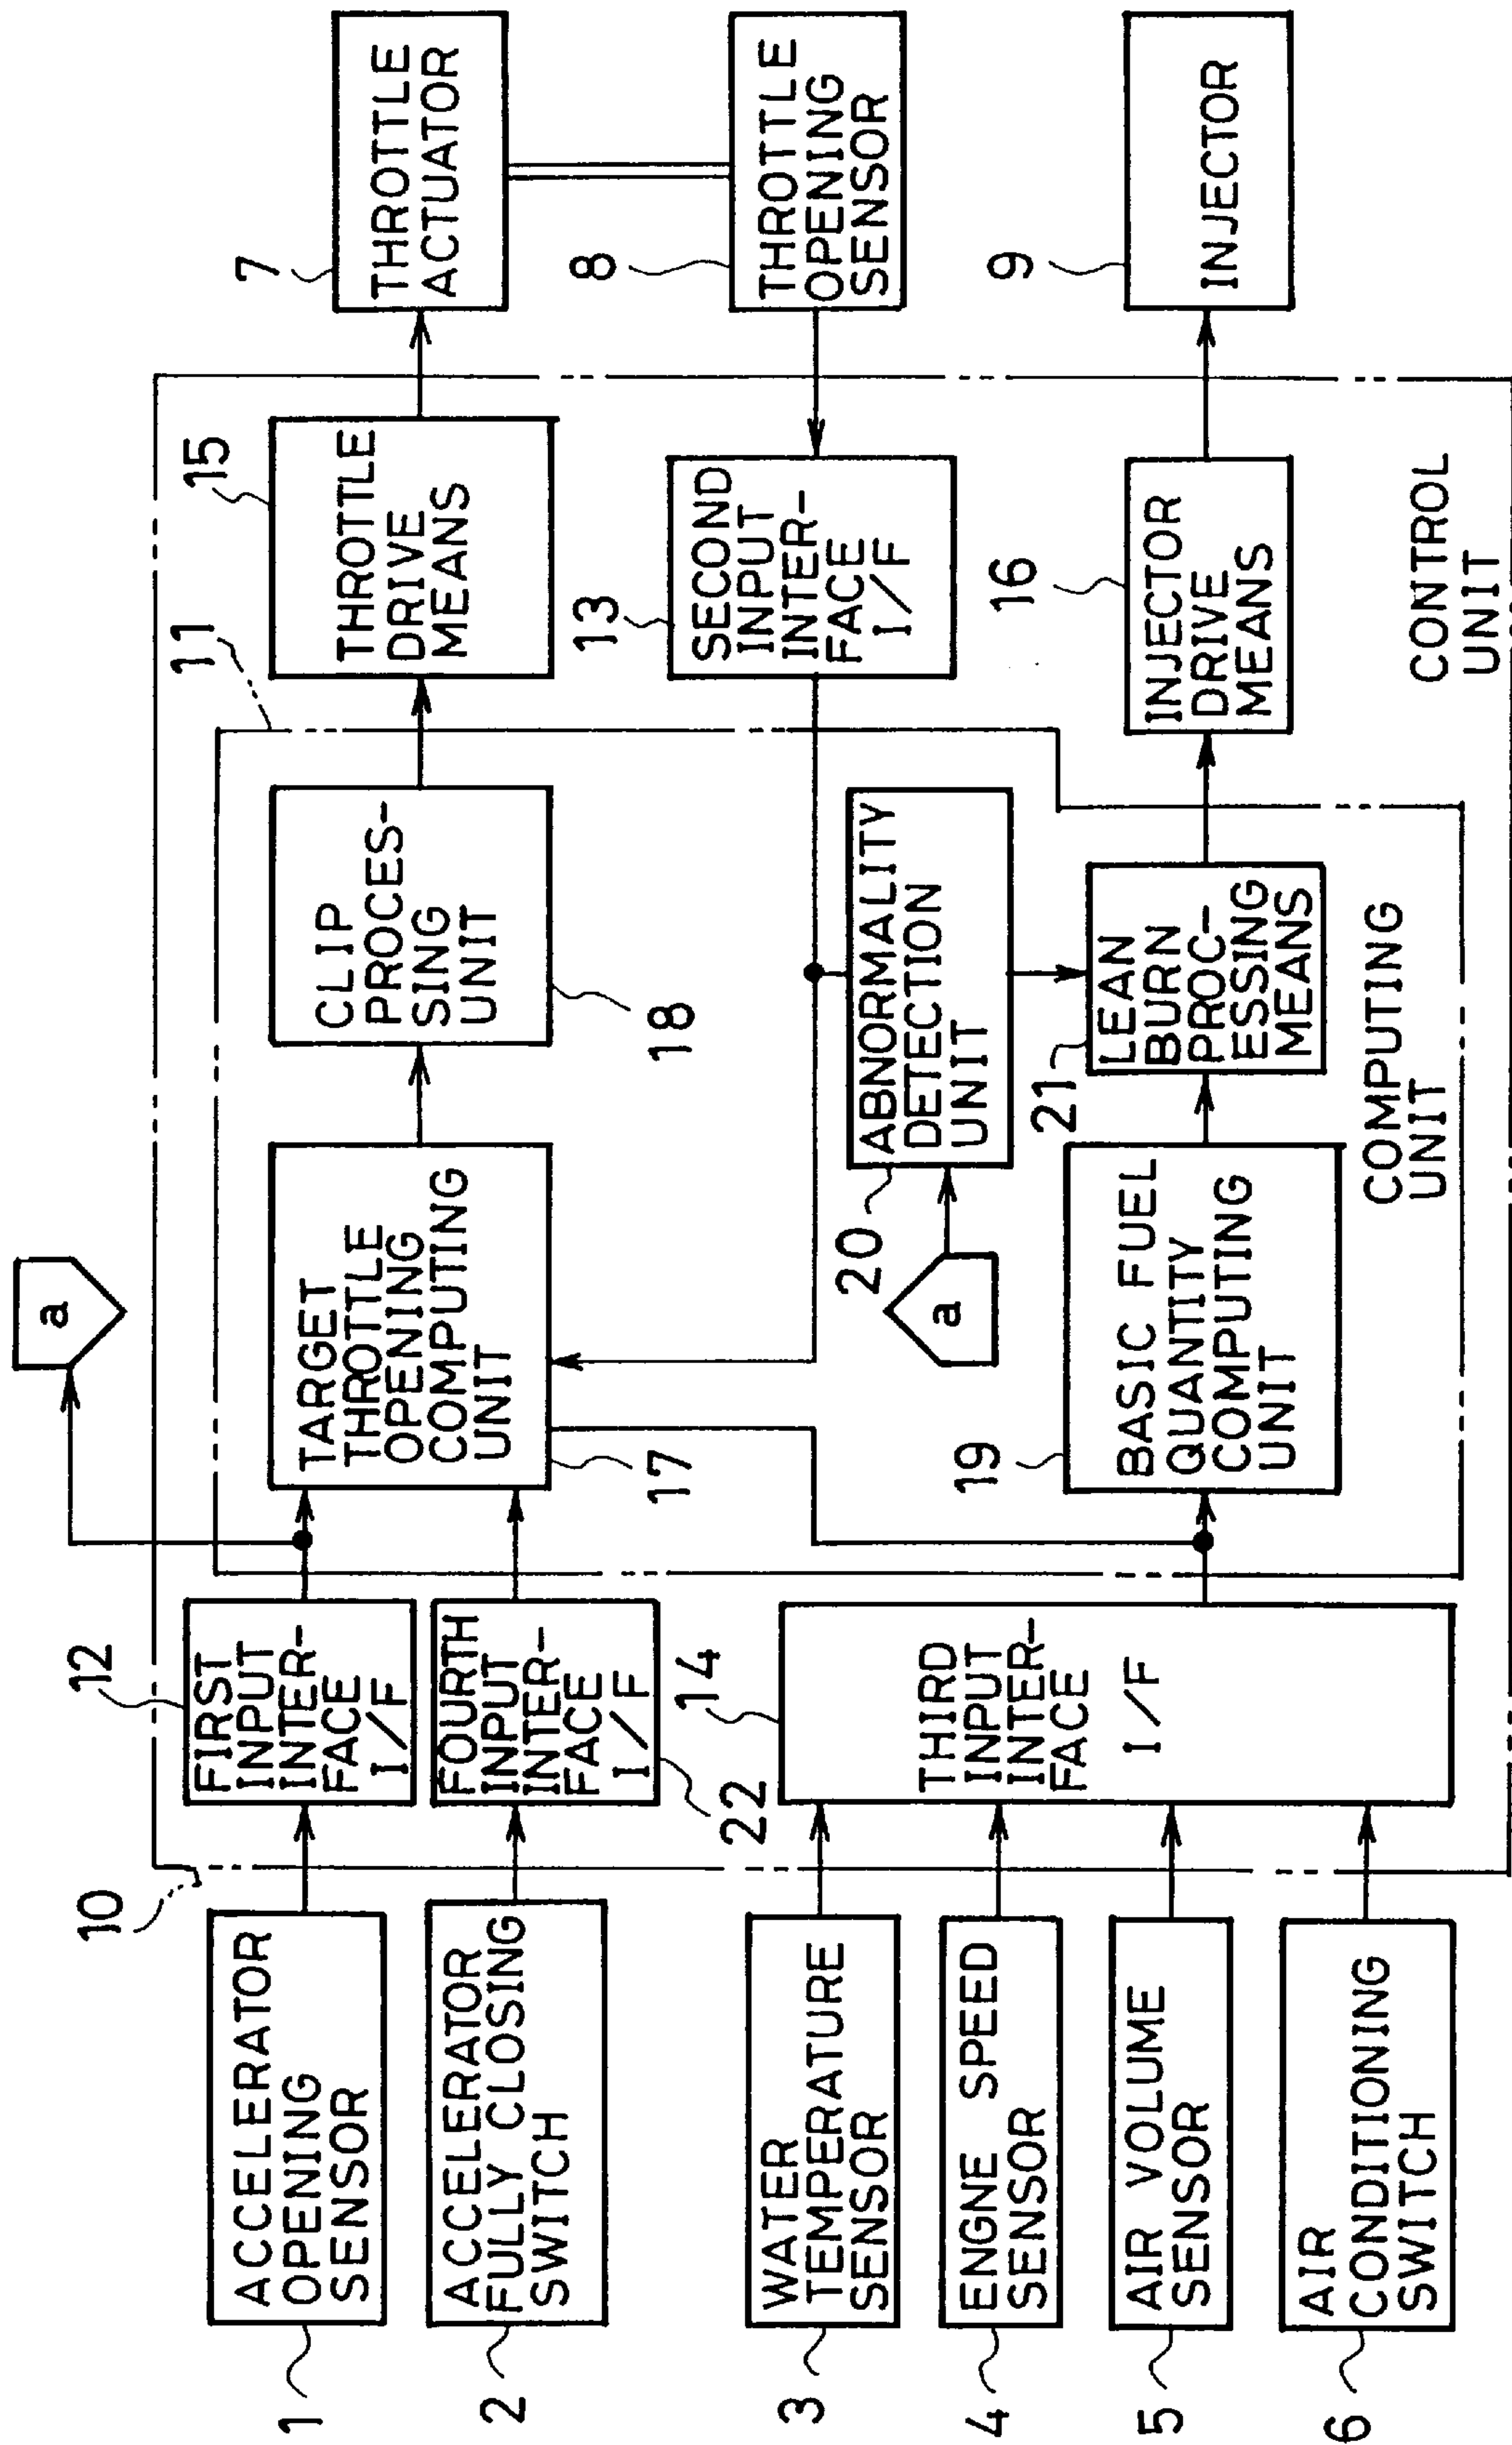 1
ACCELERATOR
OPENING
SENSOR
2
ACCELERATOR
FULLY CLOSING
SWITCH
3
WATER
TEMPERATURE
SENSOR
4
ENGNE SPEED
SENSOR
5
AIR VOLUME
SENSOR
6
AIR
CONDITIONING
SWITCH
10
12
FIRST
INPUT
INTER-
FACE
I/F
22
FOURTH
INPUT
INTER-
FACE
I/F
14
THIRD
INPUT
INTER-
FACE
I/F
a
17
TARGET
THROTTLE
OPENING
COMPUTING
UNIT
19
BASIC FUEL
QUANTITY
COMPUTING
UNIT
a
20
ABNORMALITY
DETECTION
UNIT
18
CLIP
PROCES-
SING
UNIT
21
LEAN
BURN
PROC-
ESSING
MEANS
COMPUTING
UNIT
11
15
THROTTLE
DRIVE
MEANS
13
SECOND
INPUT
INTER-
FACE
I/F
16
INJECTOR
DRIVE
MEANS
CONTROL
UNIT
7
THROTTLE
ACTUATOR
8
THROTTLE
OPENING
SENSOR
9
INJECTOR